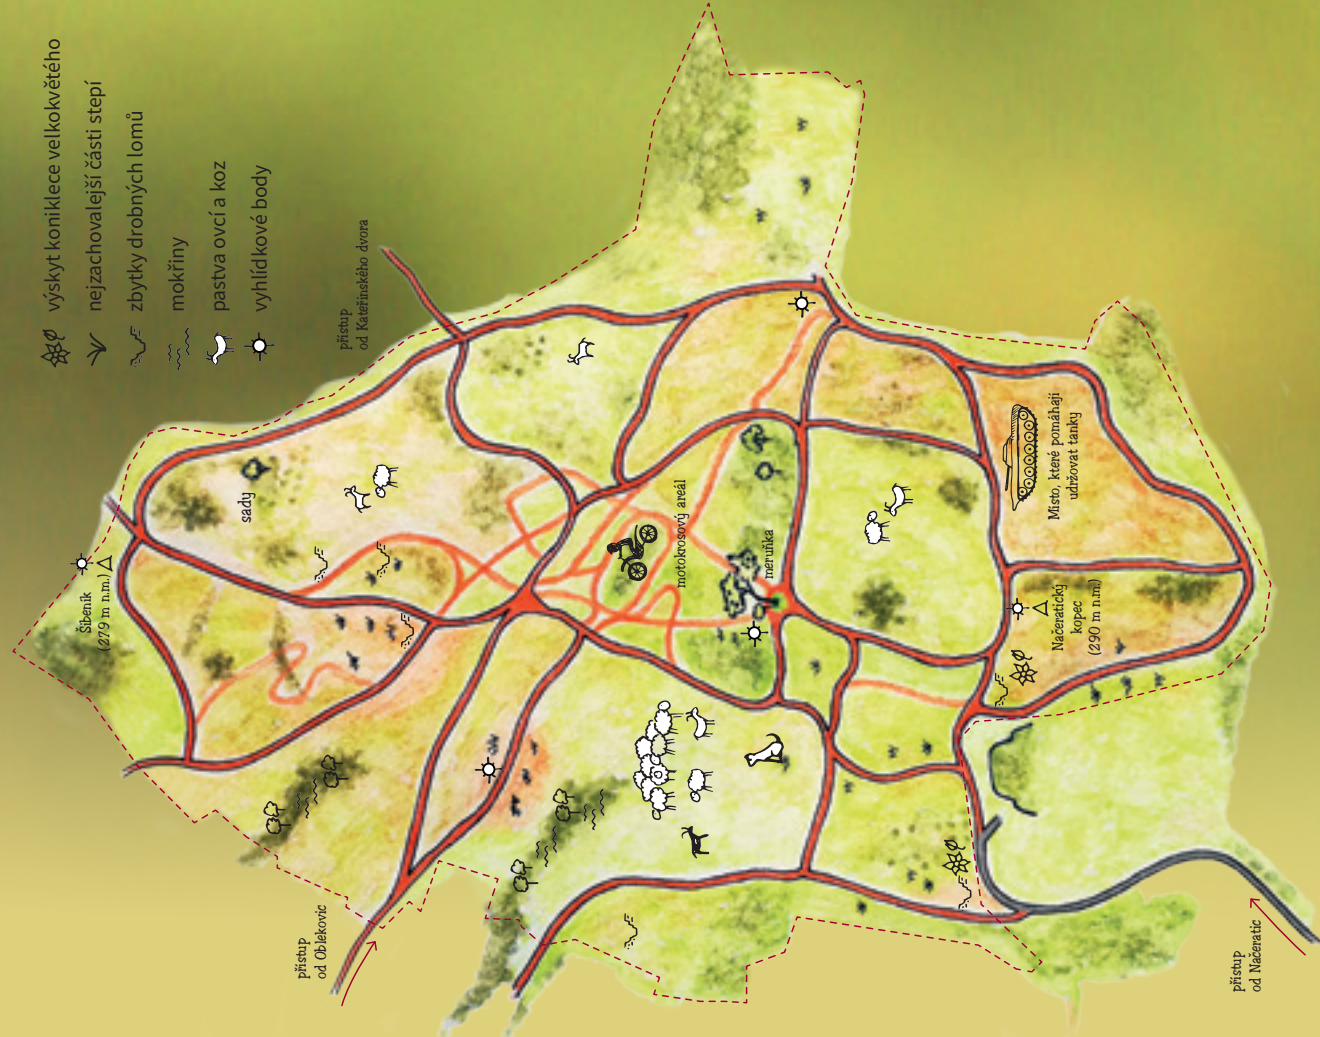 výskyt koniklece velkokvětého
nejzachovalejší části stepí
zbytky drobných lomů
mokřiny
pastva ovcí a koz
vyhlídkové body
přístup
od Kateřinského dvora
sady
Šibeník
(279 m n.m.)
motokrosový areál
meruňka
Místo, které pomáhají
udržovat tanky
Načeratický
kopec
(290 m n.m.)
přístup
od Oblekovic
přístup
od Načeratic